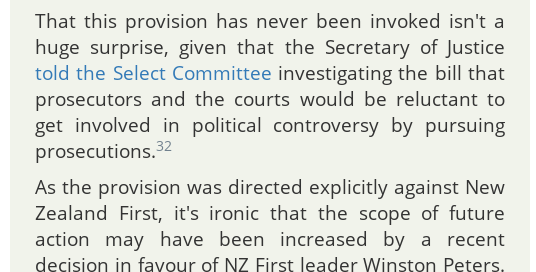 That this provision has never been invoked isn't a
huge surprise, given that the Secretary of Justice
told the Select Committee investigating the bill that
prosecutors and the courts would be reluctant to
get involved in political controversy by pursuing
prosecutions.32
As the provision was directed explicitly against New
Zealand First, it's ironic that the scope of future
action may have been increased by a recent
decision in favour of NZ First leader Winston Peters.